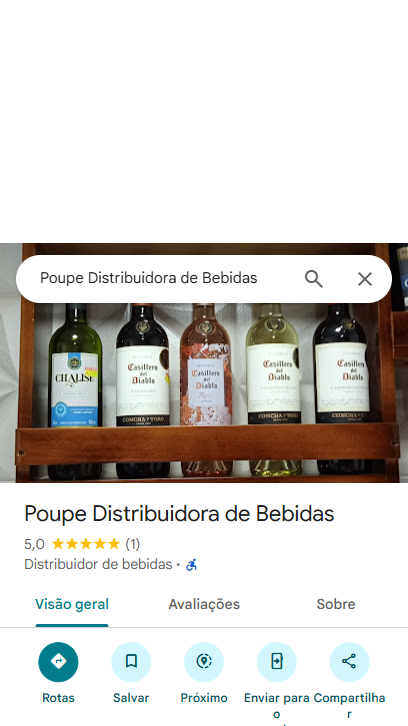 Poupe Distribuidora de Bebidas
CHALISE
Casillero
del
Diablo
CONCHA Y TORO
Casillero
del
Diablo
Casillero
del
Diablo
CONCHA Y TORO
Casillero
del
Diablo
CONCHA Y TORO
Poupe Distribuidora de Bebidas
5,0 (1)
Distribuidor de bebidas ·
Visão geral
Avaliações
Sobre
Rotas
Salvar
Próximo
Enviar para
o
Compartilha
r